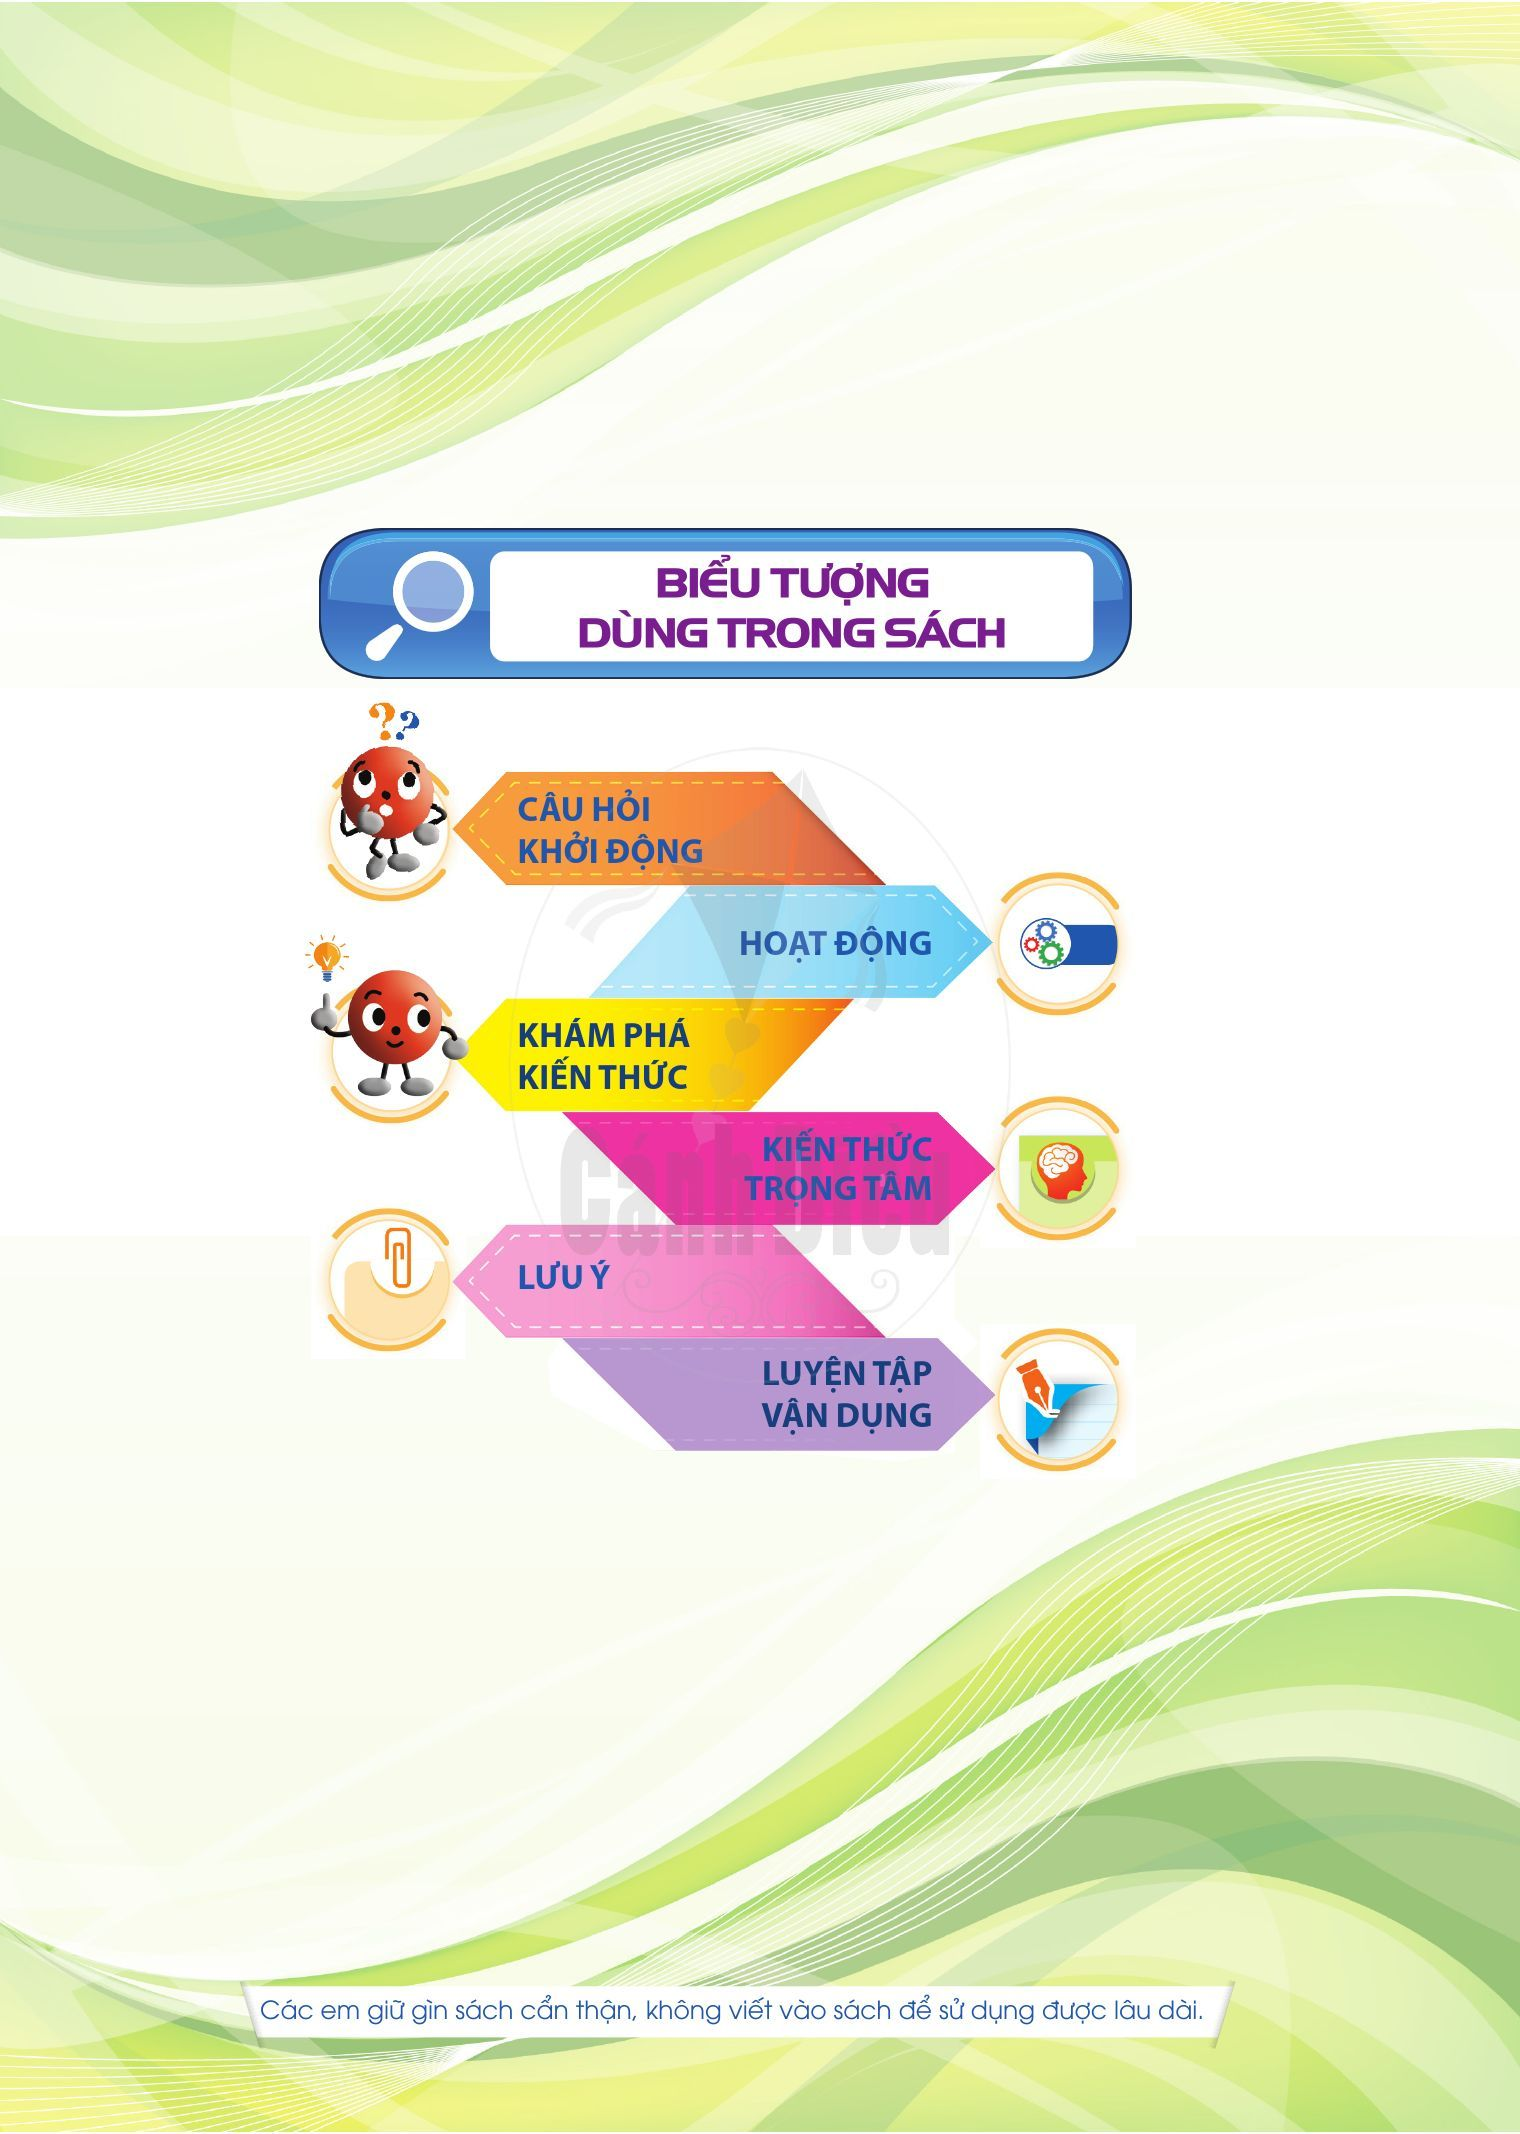 BIỂU TƯỢNG
DÙNG TRONG SÁCH
CÂU HỎI
KHỞI ĐỘNG
HOẠT ĐỘNG
KHÁM PHÁ
KIẾN THỨC
KIẾN THỨC
TRỌNG TÂM
Cánh Diều
LƯU Ý
LUYỆN TẬP
VẬN DỤNG
Các em giữ gìn sách cẩn thận, không viết vào sách để sử dụng được lâu dài.